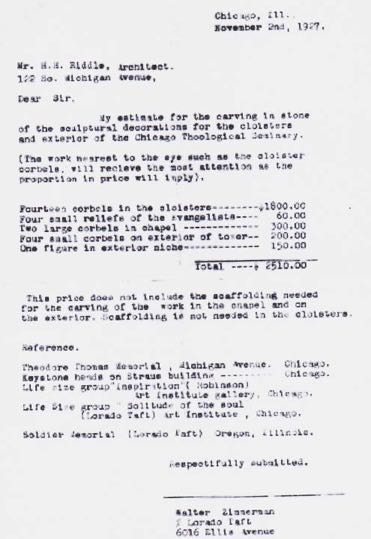 Chicago, Ill.
November 2nd, 1927.
Mr. H.H. Riddle, Architect.
122 So. Michigan Avenue,
Dear Sir.
My estimate for the carving in stone
of the sculptural decorations for the cloisters
and exterior of the Chicago Theological Seminary.
(The work nearest to the eye such as the cloister
corbels, will recieve the most attention as the
proportion in price will imply).
Fourteen corbels in the cloisters--------$1800.00
Four small reliefs of the Evangelists---- 60.00
Two large corbels in chapel ------------- 300.00
Four small corbels on exterior of tower-- 200.00
One figure in exterior niche------------- 150.00
Total ----$ 2510.00
This price does not include the scaffolding needed
for the carving of the work in the chapel and on
the exterior. Scaffolding is not needed in the cloisters.
Reference.
Theodore Thomas Memorial , Michigan Avenue. Chicago.
Keystone heads on Straus building --------- Chicago.
Life size group "Inspiration" ( Robinson)
Art Institute gallery, Chicago.
Life Size group " Solitude of the soul
(Lorado Taft) Art Institute , Chicago.
Soldier Memorial (Lorado Taft) Oregon, Illinois.
Respectfully submitted.
Walter Zimmerman
Lorado Taft
6016 Ellis Avenue